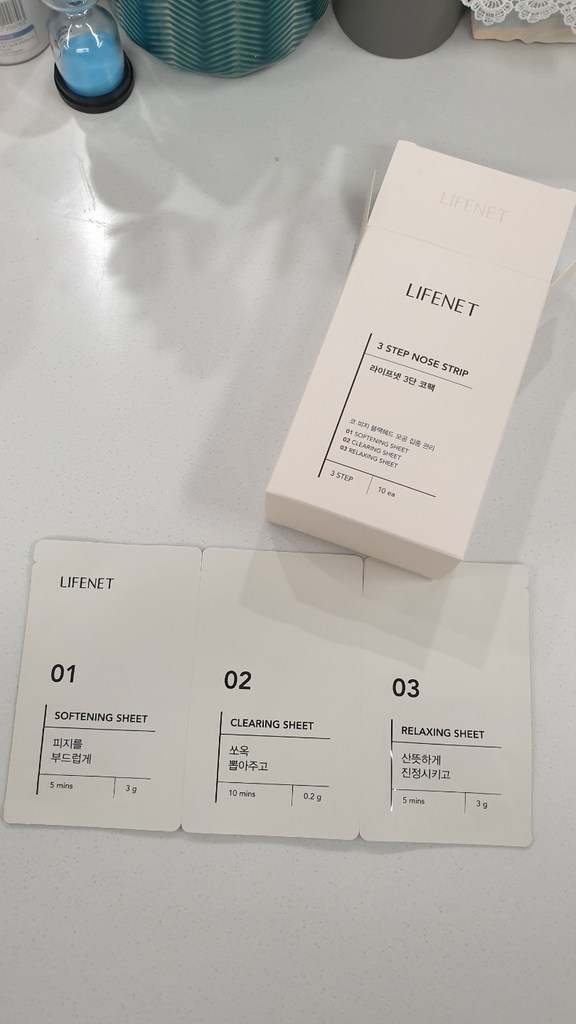 LIFENET
LIFENET
3 STEP NOSE STRIP
라이프넷 3단 코팩
코 피지 블랙헤드 모공 집중 관리
01 SOFTENING SHEET
02 CLEARING SHEET
03 RELAXING SHEET
3 STEP
10 ea
LIFENET
01
SOFTENING SHEET
피지를
부드럽게
5 mins
3 g
02
CLEARING SHEET
쏘옥
뽑아주고
10 mins
0.2 g
03
RELAXING SHEET
산뜻하게
진정시키고
5 mins
3 g